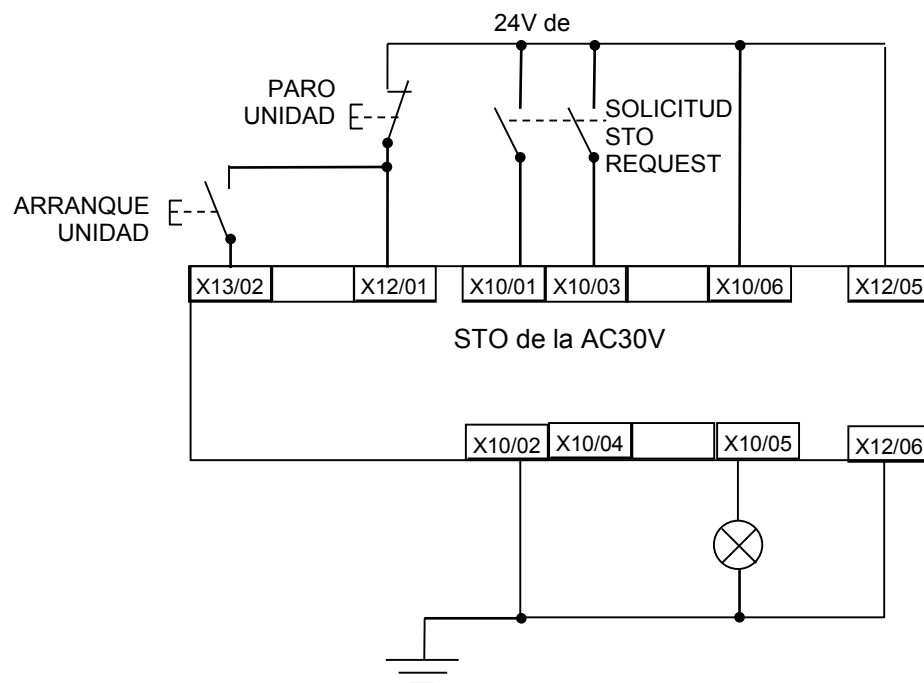 24V de
PARO
UNIDAD
SOLICITUD
STO
REQUEST
ARRANQUE
UNIDAD
X13/02
X12/01
X10/01
X10/03
X10/06
X12/05
STO de la AC30V
X10/02
X10/04
X10/05
X12/06